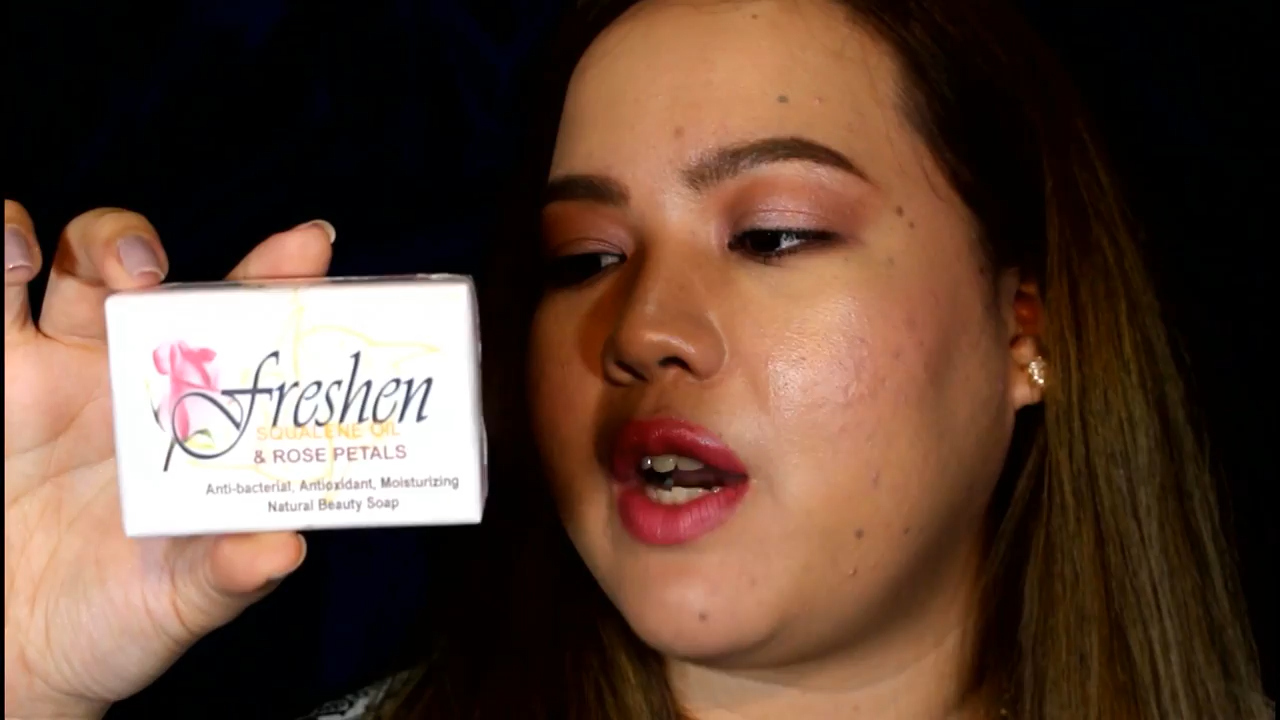 freshen
SQUALENE OIL
& ROSE PETALS
Anti-bacterial, Antioxidant, Moisturizing
Natural Beauty Soap